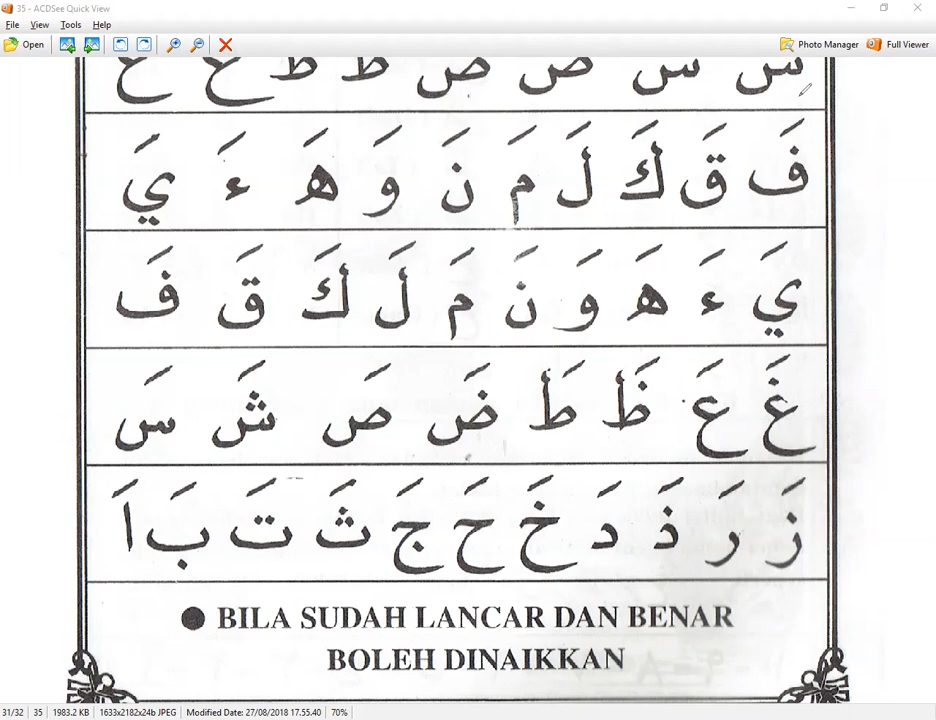 35 - ACDSee Quick View
File View Tools Help
Open Photo Manager Full Viewer
فَ قَ كَ لَ مَ نَ وَ هَ ءَ يَ
يَ ءَ هَ وَ نَ مَ لَ كَ قَ فَ
غَ عَ ظَ طَ ضَ صَ شَ سَ
زَ رَ ذَ دَ خَ حَ جَ ثَ تَ بَ اَ
● BILA SUDAH LANCAR DAN BENAR
BOLEH DINAIKKAN
31/32 35 1983.2 KB 1633x2182x24b JPEG Modified Date: 27/08/2018 17.55.40 70%